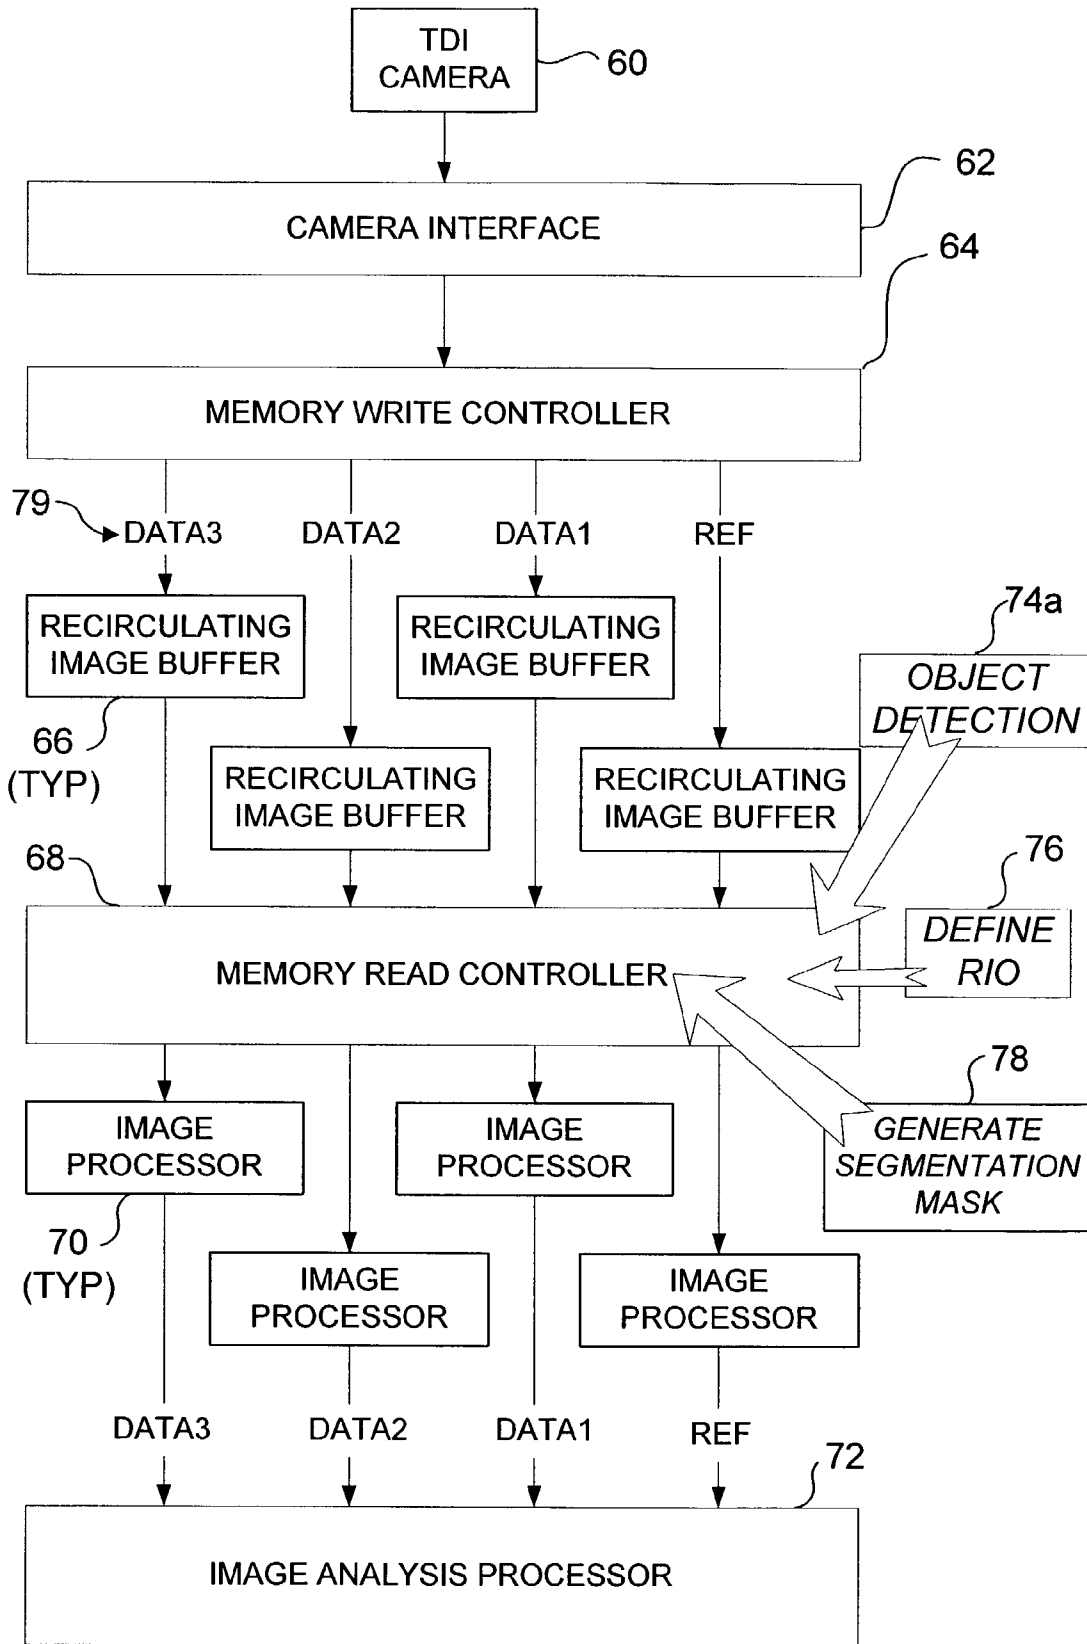 TDI
CAMERA
60
62
CAMERA INTERFACE
64
MEMORY WRITE CONTROLLER
79
DATA3
DATA2
DATA1
REF
RECIRCULATING
IMAGE BUFFER
RECIRCULATING
IMAGE BUFFER
74a
OBJECT
DETECTION
66
(TYP)
RECIRCULATING
IMAGE BUFFER
RECIRCULATING
IMAGE BUFFER
68
76
DEFINE
RIO
MEMORY READ CONTROLLER
78
GENERATE
SEGMENTATION
MASK
IMAGE
PROCESSOR
IMAGE
PROCESSOR
70
(TYP)
IMAGE
PROCESSOR
IMAGE
PROCESSOR
DATA3
DATA2
DATA1
REF
72
IMAGE ANALYSIS PROCESSOR